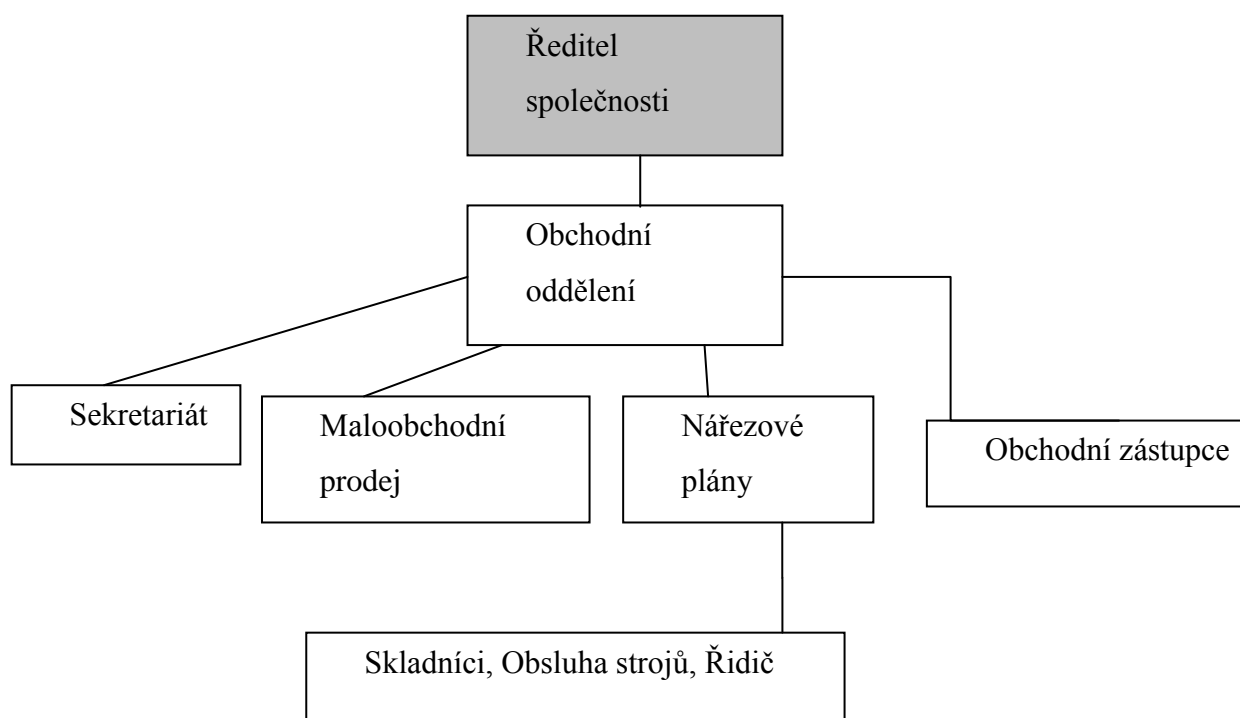 Ředitel
společnosti
Obchodní
oddělení
Sekretariát
Maloobchodní
prodej
Nářezové
plány
Obchodní zástupce
Skladníci, Obsluha strojů, Řidič